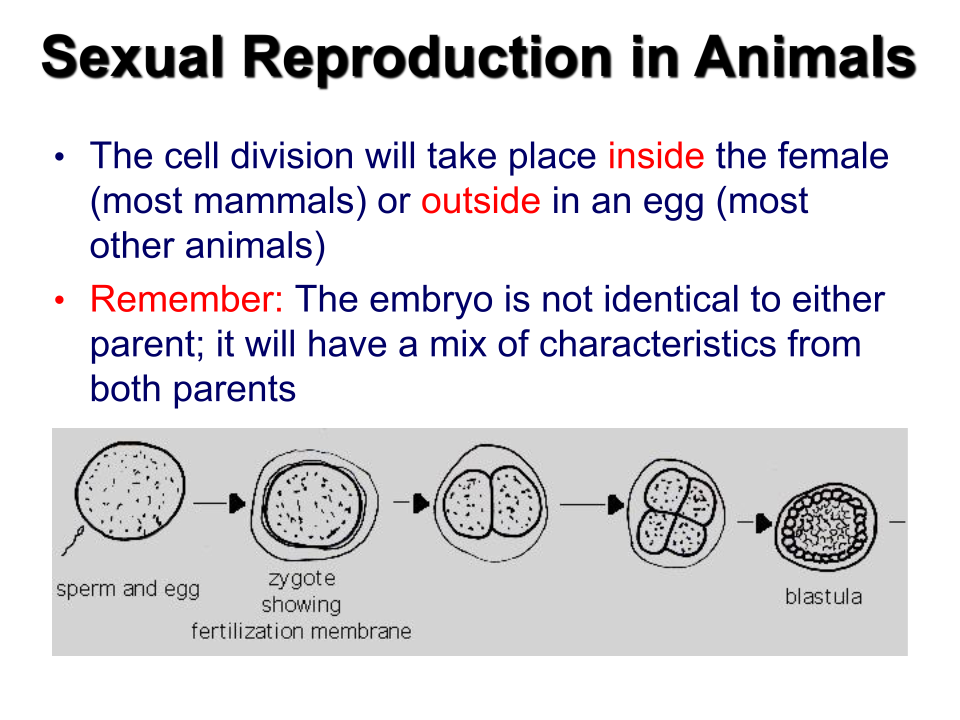 Sexual Reproduction in Animals
• The cell division will take place inside the female
(most mammals) or outside in an egg (most
other animals)
• Remember: The embryo is not identical to either
parent; it will have a mix of characteristics from
both parents
sperm and egg
zygote
showing
fertilization membrane
blastula